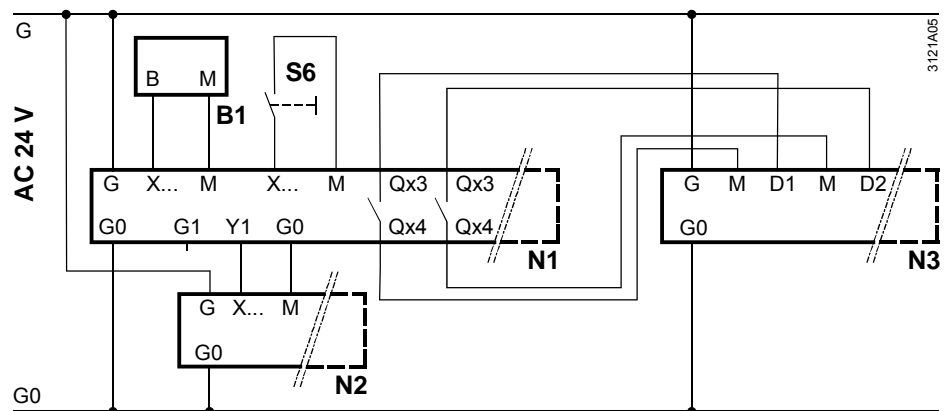 G
AC 24 V
3121A05
B M
B1
S6
G X... M X... M Qx3 Qx3
G0 G1 Y1 G0 Qx4 Qx4
N1
G M D1 M D2
G0
N3
G X... M
G0
N2
G0